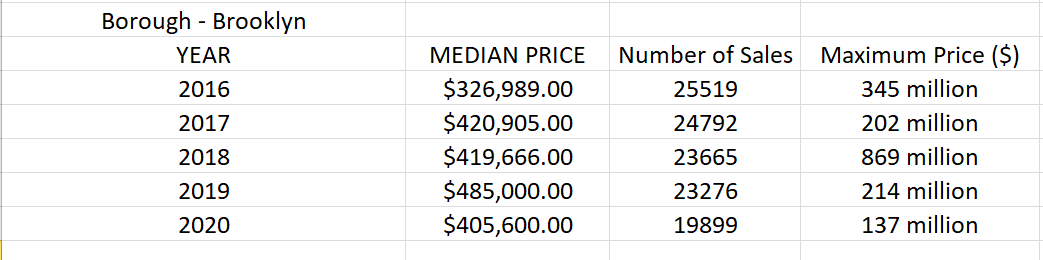 Borough - Brooklyn
YEAR MEDIAN PRICE Number of Sales Maximum Price ($)
2016 $326,989.00 25519 345 million
2017 $420,905.00 24792 202 million
2018 $419,666.00 23665 869 million
2019 $485,000.00 23276 214 million
2020 $405,600.00 19899 137 million